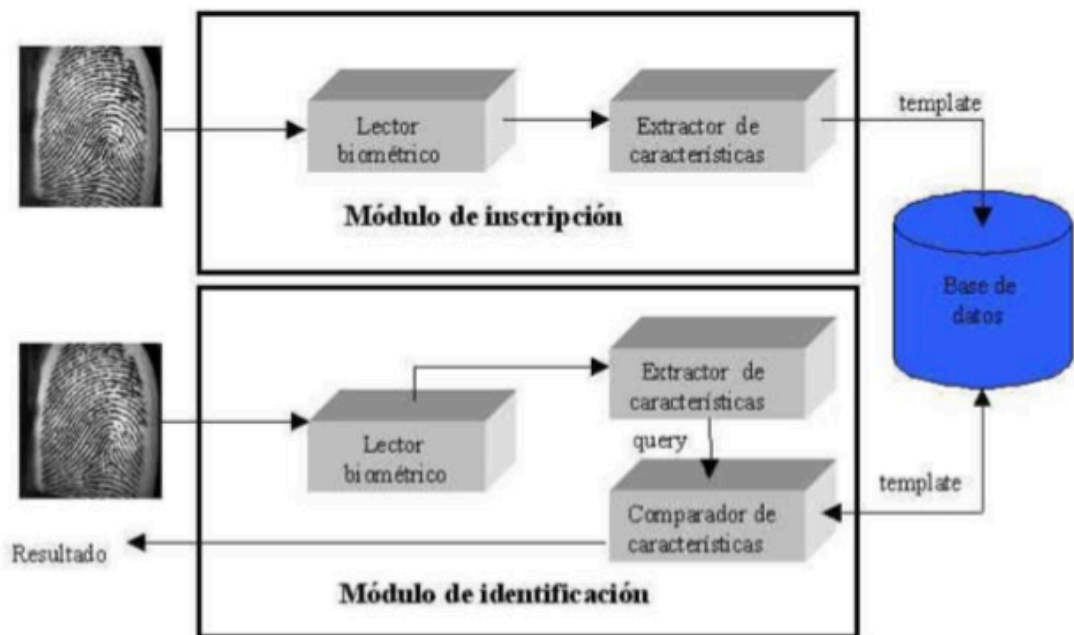 Lector
biométrico
Extractor de
características
template
Módulo de inscripción
Base de
datos
Extractor de
características
Lector
biométrico
query
Comparador de
características
template
Resultado
Módulo de identificación